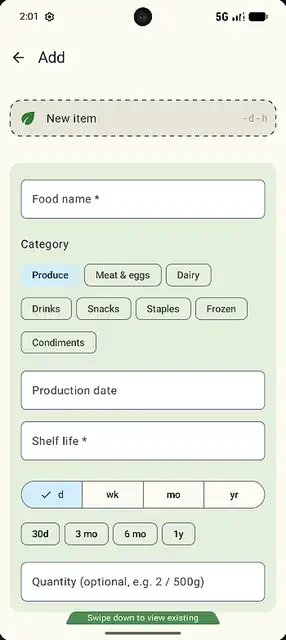 2:01 5G
Add
New item - d - h
Food name *
Category
Produce Meat & eggs Dairy
Drinks Snacks Staples Frozen
Condiments
Production date
Shelf life *
d wk mo yr
30d 3 mo 6 mo 1y
Quantity (optional, e.g. 2 / 500g)
Swipe down to view existing